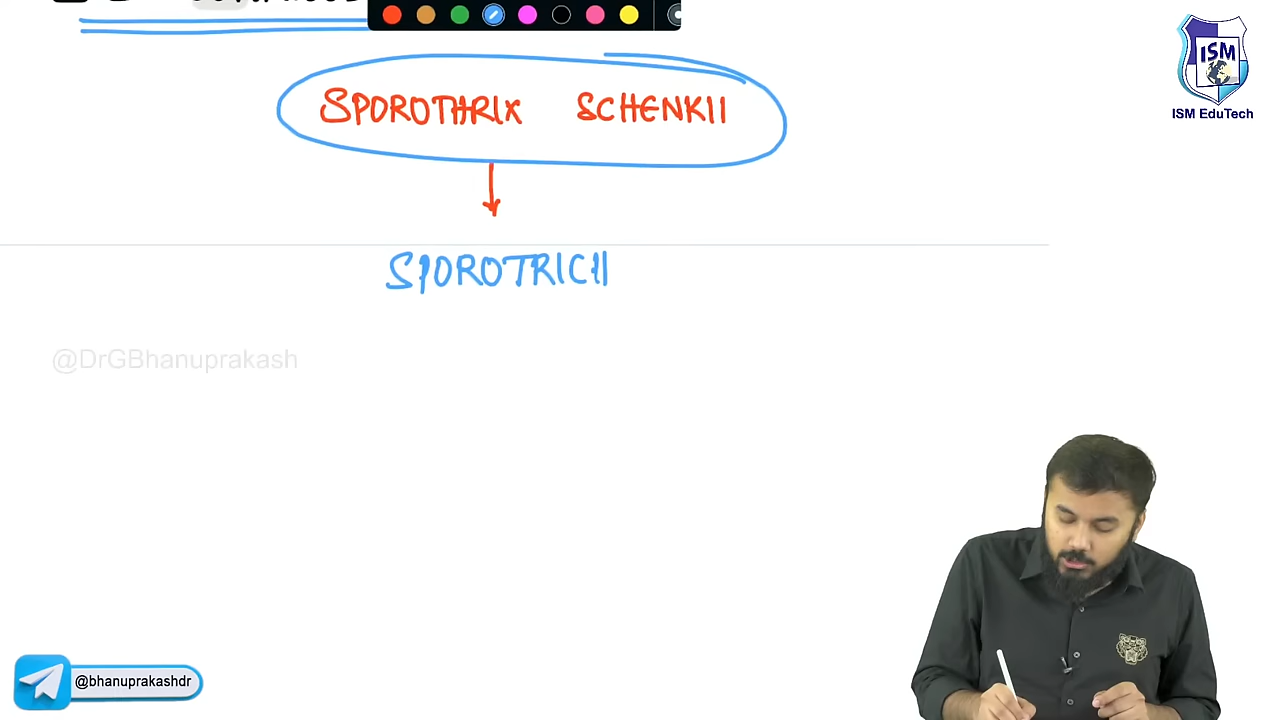 ISM
ISM EduTech
SPOROTHRIX SCHENKII
SPOROTRICH
@DrGBhanuprakash
@bhanuprakashdr